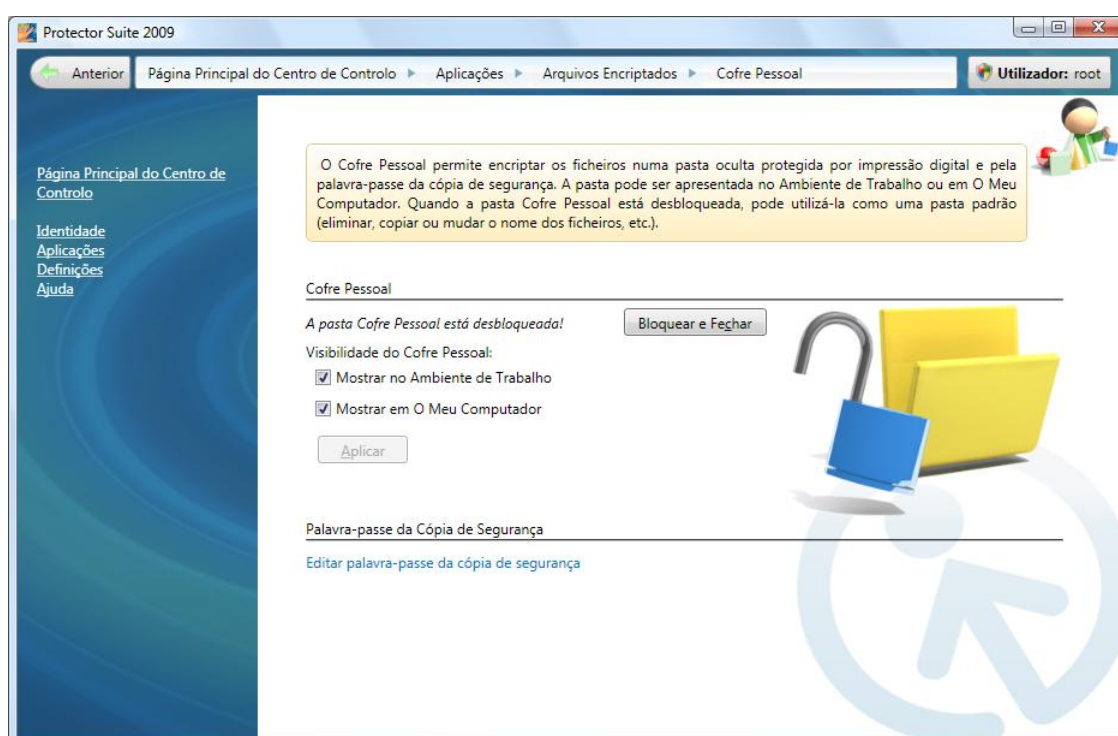 Protector Suite 2009
Anterior
Página Principal do Centro de Controlo
Aplicações
Arquivos Encriptados
Cofre Pessoal
Utilizador: root
Página Principal do Centro de
Controlo
Identidade
Aplicações
Definições
Ajuda
O Cofre Pessoal permite encriptar os ficheiros numa pasta oculta protegida por impressão digital e pela
palavra-passe da cópia de segurança. A pasta pode ser apresentada no Ambiente de Trabalho ou em O Meu
Computador. Quando a pasta Cofre Pessoal está desbloqueada, pode utilizá-la como uma pasta padrão
(eliminar, copiar ou mudar o nome dos ficheiros, etc.).
Cofre Pessoal
A pasta Cofre Pessoal está desbloqueada!
Bloquear e Fechar
Visibilidade do Cofre Pessoal:
Mostrar no Ambiente de Trabalho
Mostrar em O Meu Computador
Aplicar
Palavra-passe da Cópia de Segurança
Editar palavra-passe da cópia de segurança